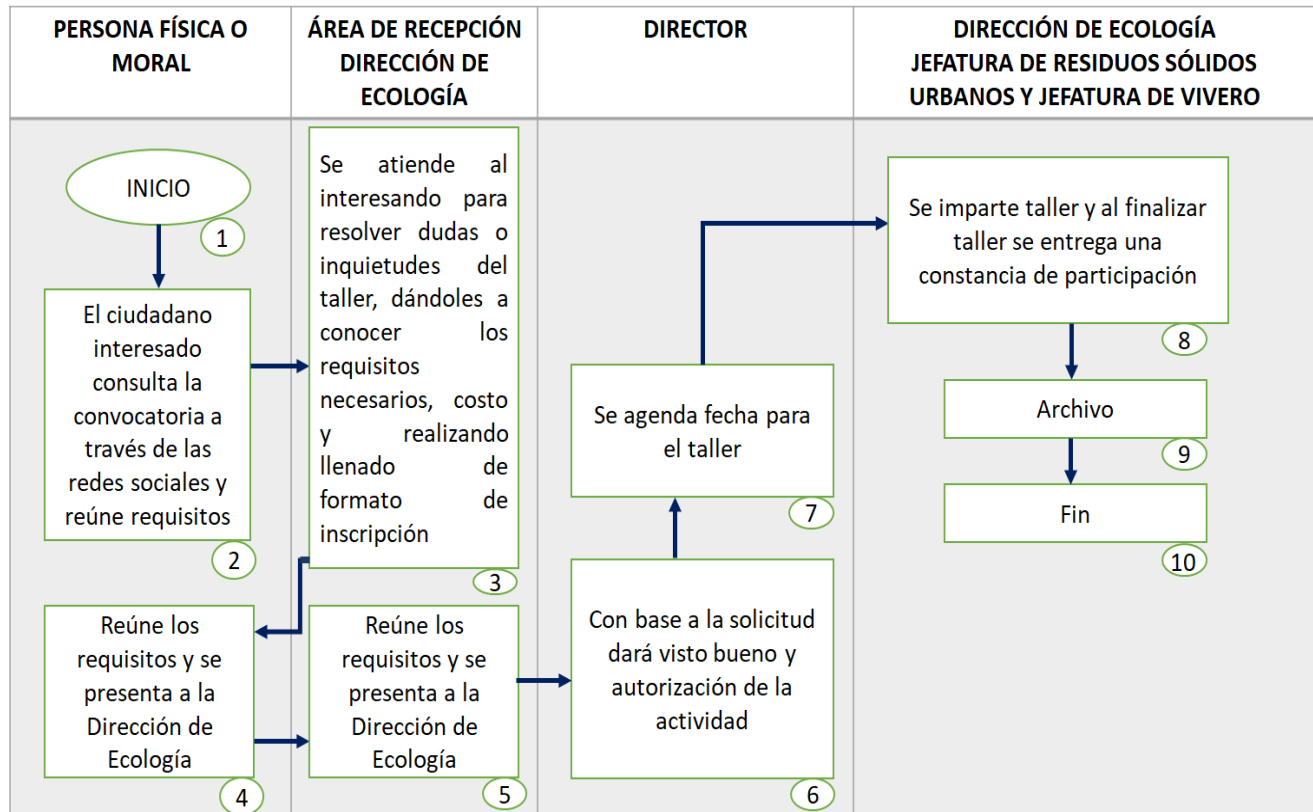 PERSONA FÍSICA O
MORAL
ÁREA DE RECEPCIÓN
DIRECCIÓN DE
ECOLOGÍA
DIRECTOR
DIRECCIÓN DE ECOLOGÍA
JEFATURA DE RESIDUOS SÓLIDOS
URBANOS Y JEFATURA DE VIVERO
INICIO
1
El ciudadano
interesado
consulta la
convocatoria a
través de las
redes sociales y
reúne requisitos
2
Se atiende al
interesando para
resolver dudas o
inquietudes del
taller, dándoles a
conocer los
requisitos
necesarios, costo
y realizando
llenado de
formato de
inscripción
3
Reúne los
requisitos y se
presenta a la
Dirección de
Ecología
4
Reúne los
requisitos y se
presenta a la
Dirección de
Ecología
5
Con base a la solicitud
dará visto bueno y
autorización de la
actividad
6
Se agenda fecha para
el taller
7
Se imparte taller y al finalizar
taller se entrega una
constancia de participación
8
Archivo
9
Fin
10